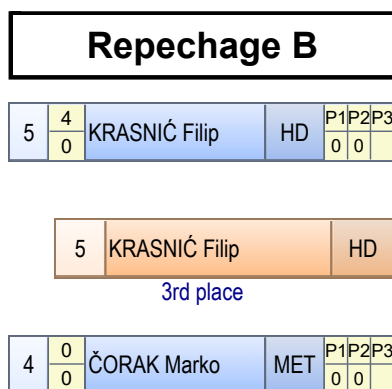 Repechage B
5 4 0 KRASNIĆ Filip HD P1 P2 P3 0 0
5 KRASNIĆ Filip HD
3rd place
4 0 0 ČORAK Marko MET P1 P2 P3 0 0